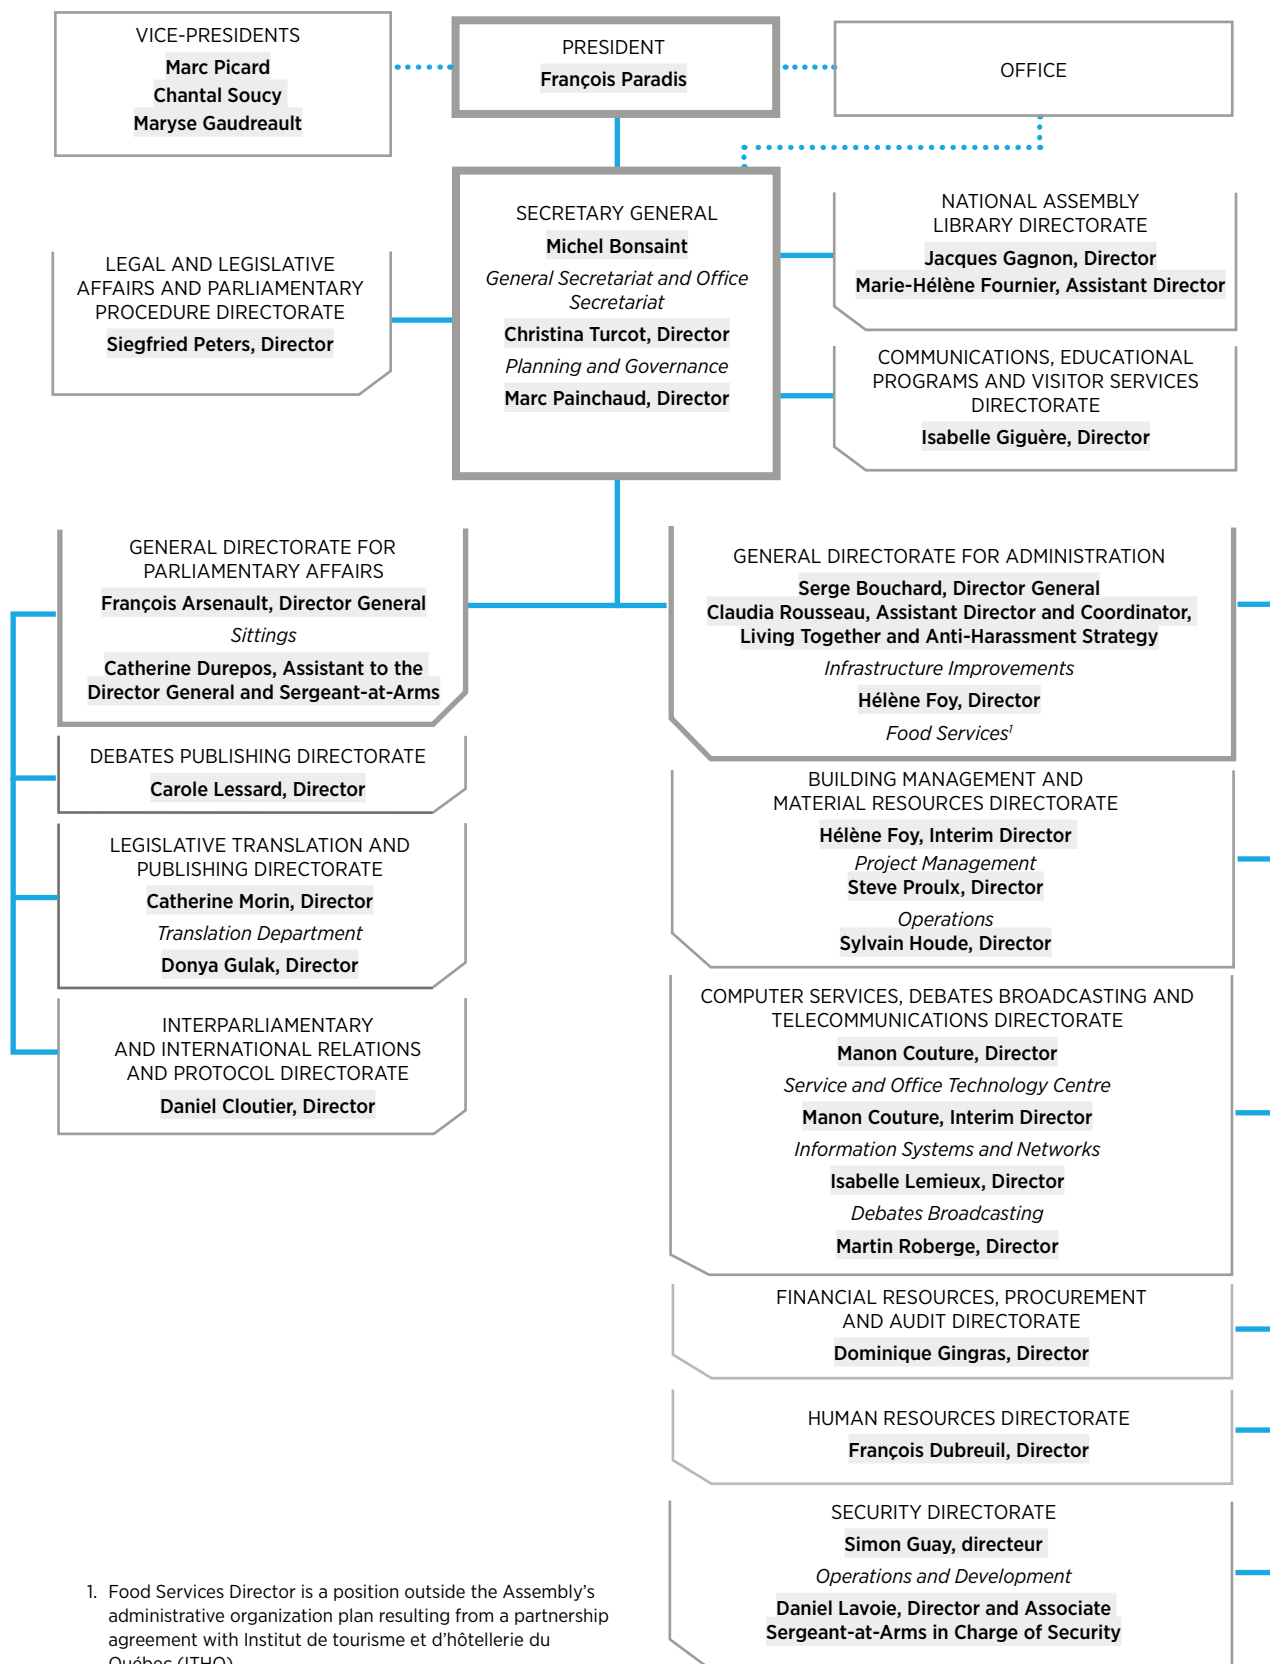 VICE-PRESIDENTS
Marc Picard
Chantal Soucy
Maryse Gaudreault
PRESIDENT
François Paradis
OFFICE
SECRETARY GENERAL
Michel Bonsaint
General Secretariat and Office
Secretariat
Christina Turcot, Director
Planning and Governance
Marc Painchaud, Director
LEGAL AND LEGISLATIVE
AFFAIRS AND PARLIAMENTARY
PROCEDURE DIRECTORATE
Siegfried Peters, Director
NATIONAL ASSEMBLY
LIBRARY DIRECTORATE
Jacques Gagnon, Director
Marie-Hélène Fournier, Assistant Director
COMMUNICATIONS, EDUCATIONAL
PROGRAMS AND VISITOR SERVICES
DIRECTORATE
Isabelle Giguère, Director
GENERAL DIRECTORATE FOR
PARLIAMENTARY AFFAIRS
François Arsenault, Director General
Sittings
Catherine Durepos, Assistant to the
Director General and Sergeant-at-Arms
DEBATES PUBLISHING DIRECTORATE
Carole Lessard, Director
LEGISLATIVE TRANSLATION AND
PUBLISHING DIRECTORATE
Catherine Morin, Director
Translation Department
Donya Gulak, Director
INTERPARLIAMENTARY
AND INTERNATIONAL RELATIONS
AND PROTOCOL DIRECTORATE
Daniel Cloutier, Director
GENERAL DIRECTORATE FOR ADMINISTRATION
Serge Bouchard, Director General
Claudia Rousseau, Assistant Director and Coordinator,
Living Together and Anti-Harassment Strategy
Infrastructure Improvements
Hélène Foy, Director
Food Services¹
BUILDING MANAGEMENT AND
MATERIAL RESOURCES DIRECTORATE
Hélène Foy, Interim Director
Project Management
Steve Proulx, Director
Operations
Sylvain Houde, Director
COMPUTER SERVICES, DEBATES BROADCASTING AND
TELECOMMUNICATIONS DIRECTORATE
Manon Couture, Director
Service and Office Technology Centre
Manon Couture, Interim Director
Information Systems and Networks
Isabelle Lemieux, Director
Debates Broadcasting
Martin Roberge, Director
FINANCIAL RESOURCES, PROCUREMENT
AND AUDIT DIRECTORATE
Dominique Gingras, Director
HUMAN RESOURCES DIRECTORATE
François Dubreuil, Director
SECURITY DIRECTORATE
Simon Guay, directeur
Operations and Development
Daniel Lavoie, Director and Associate
Sergeant-at-Arms in Charge of Security
1. Food Services Director is a position outside the Assembly's
administrative organization plan resulting from a partnership
agreement with Institut de tourisme et d'hôtellerie du
Québec (ITHQ)